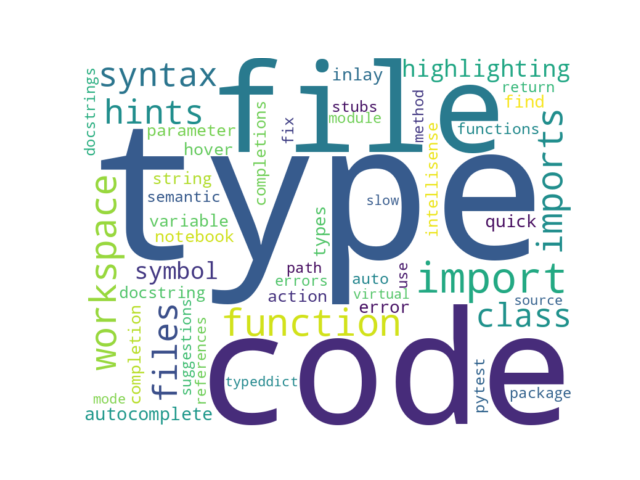 file
syntax
inlay
highlighting
return
find
hints
stubs
module
functions
docstrings
parameter
hover
completions
fix
method
intellisense
imports
type
string
semantic
variable
notebook
slow
quick
types
workspace
symbol
path
errors
action
auto
virtual
use
error
import
source
docstring
function
class
files
suggestions
references
completion
mode
autocomplete
typeddict
code
pytest
package